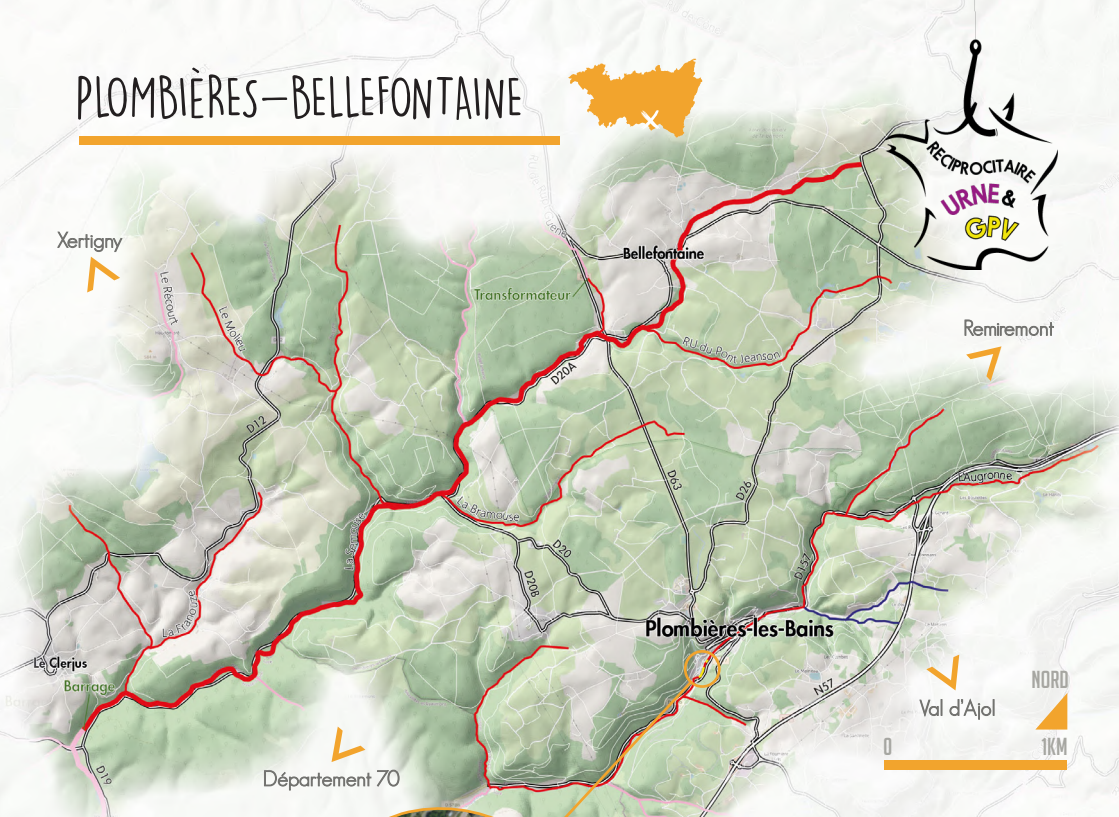 PLOMBIÈRES-BELLEFONTAINE
RECIPROCITAIRE
URNE &
GPV
Xertigny
Bellefontaine
Le Récourt
Le Molieu
Transformateur
Remiremont
RU du Pont Jeanson
D20A
D12
D63
D26
L'Augronne
La Bramouse
La Semouse
D20
D20B
D157
La Franouze
Plombières-les-Bains
Le Clerjus
Barrage
N57
NORD
Val d'Ajol
0
1KM
D19
Département 70